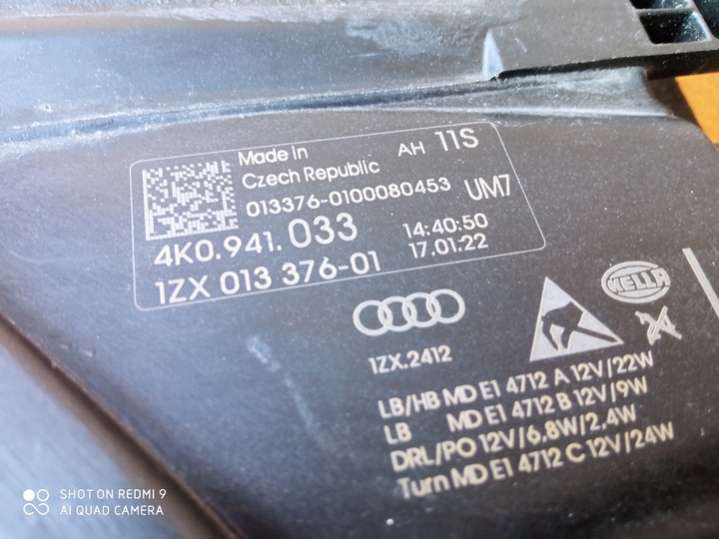 Made in AH 11S
Czech Republic
013376-0100080453 UM7
4K0.941.033 14:40:50
1ZX 013 376-01 17.01.22
HELLA
1ZX.2412
LB/HB MD E1 4712 A 12V/22W
LB MD E1 4712 B 12V/9W
DRL/PO 12V/6,8W/2,4W
Turn MD E1 4712 C 12V/24W
SHOT ON REDMI 9
AI QUAD CAMERA